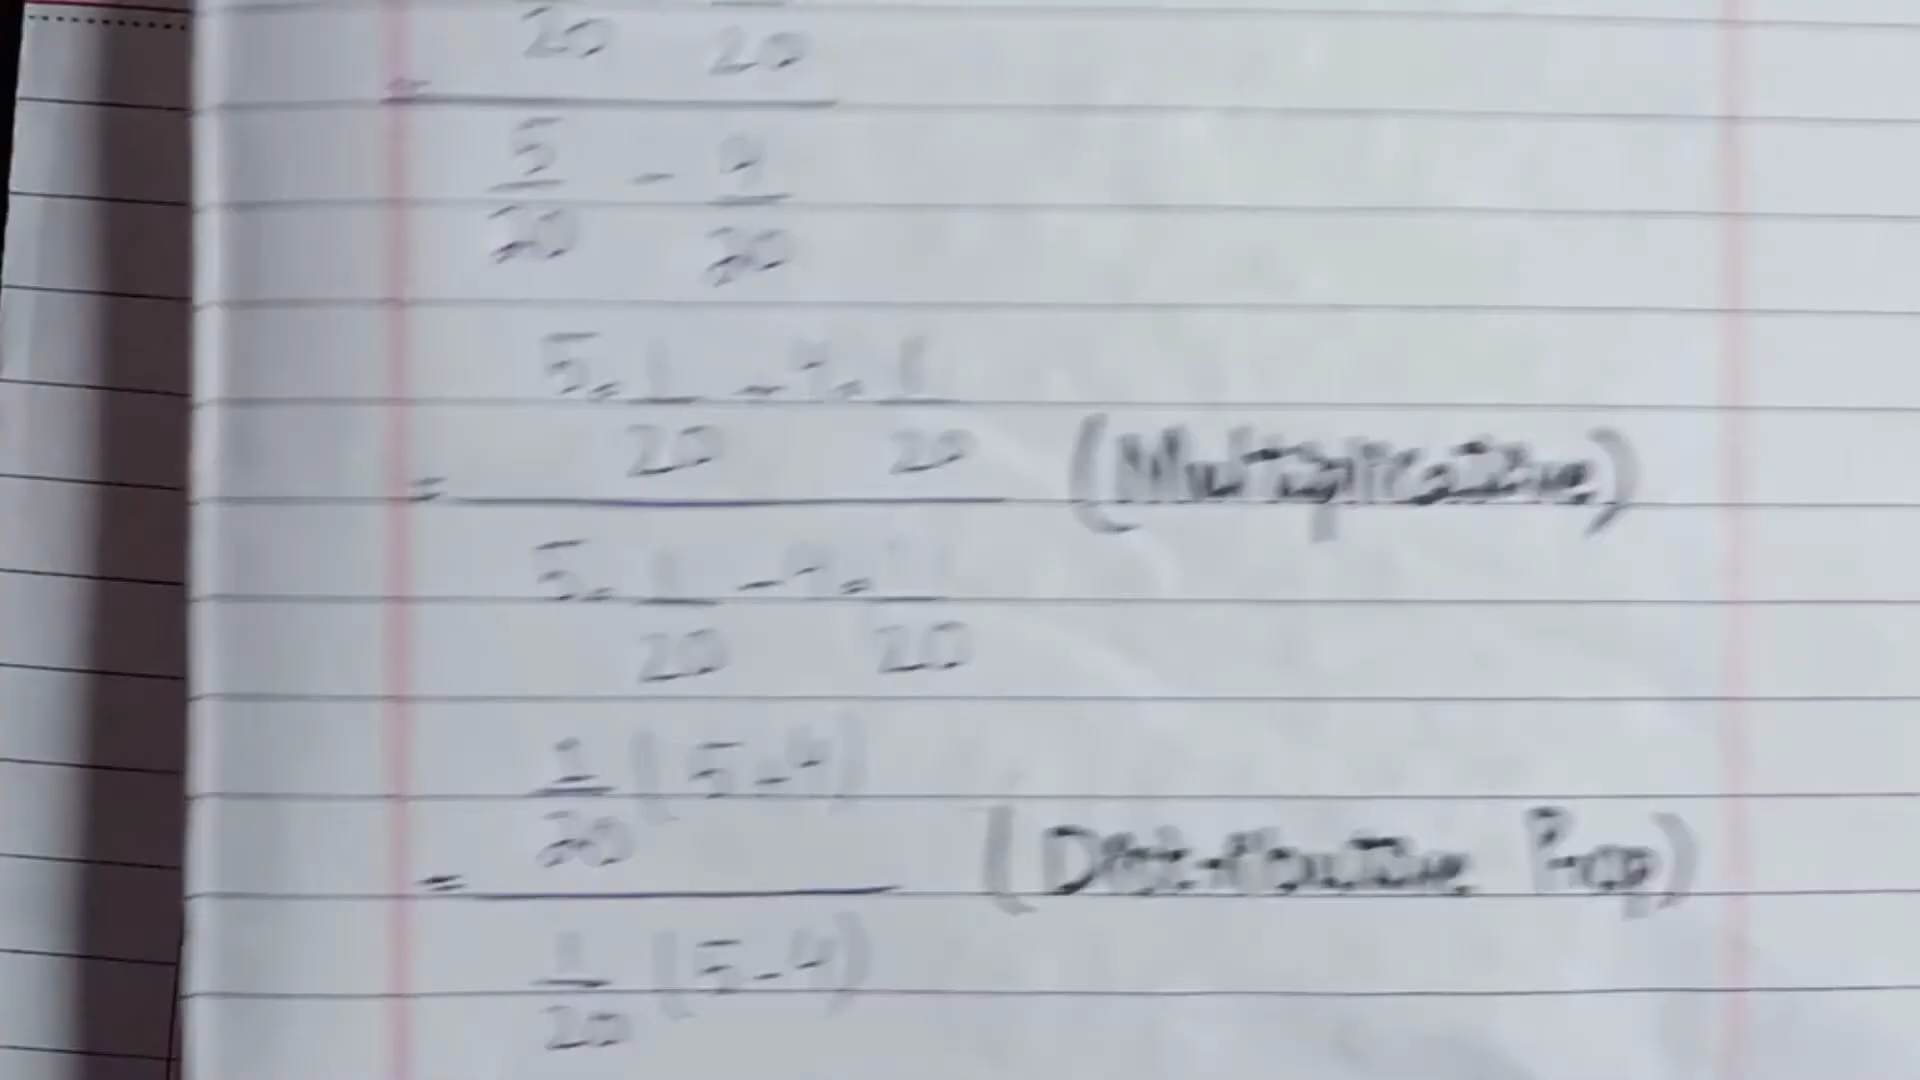 20 20
=
5/20 - 4/20
= (5 · 1/20 - 4 · 1/20) / (5 · 1/20 - 4 · 1/20) (Multiplicative)
= 1/20 (5-4) / 1/20 (5-4) (Distributive Prop)